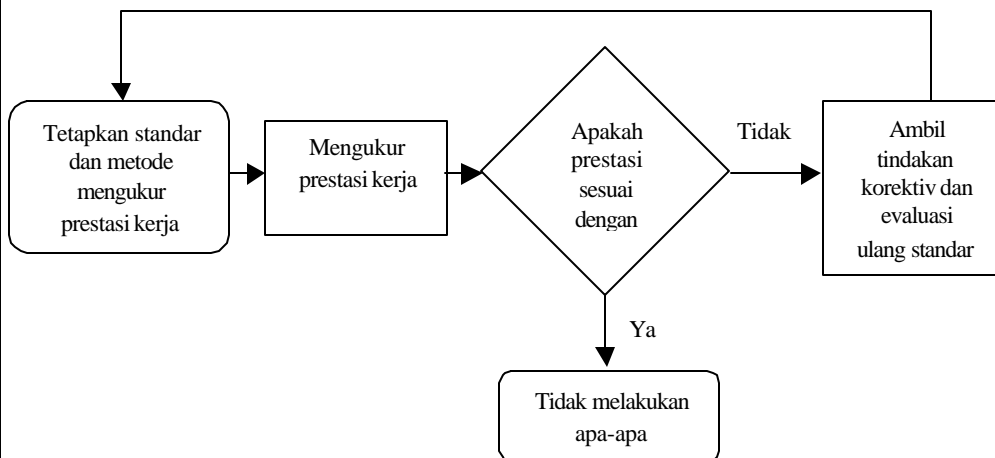 Tetapkan standar
dan metode
mengukur
prestasi kerja
Mengukur
prestasi kerja
Apakah
prestasi
sesuai
dengan
Tidak
Ambil
tindakan
korektiv dan
evaluasi
ulang standar
Ya
Tidak melakukan
apa-apa